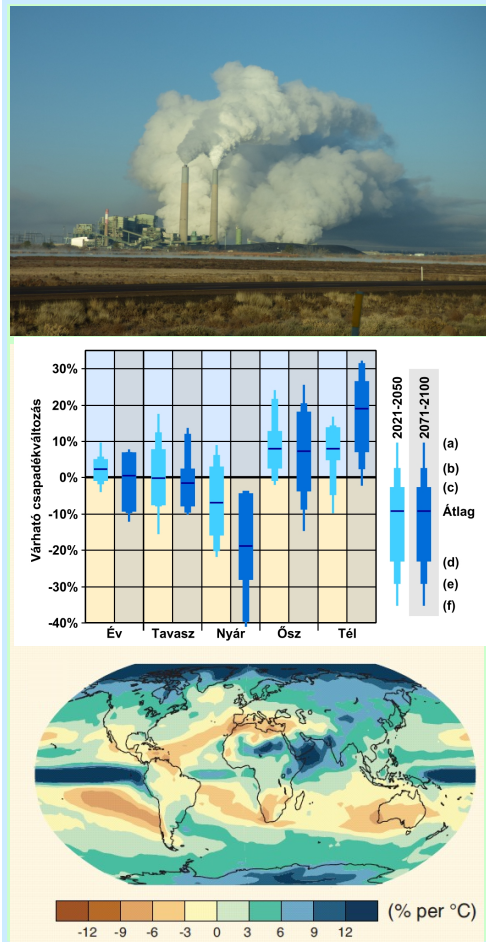 30%
20%
10%
0%
-10%
-20%
-30%
-40%
Várható csapadékváltozás
Év Tavasz Nyár Ősz Tél
2021-2050
2071-2100
(a)
(b)
(c)
Átlag
(d)
(e)
(f)
(% per °C)
-12 -9 -6 -3 0 3 6 9 12